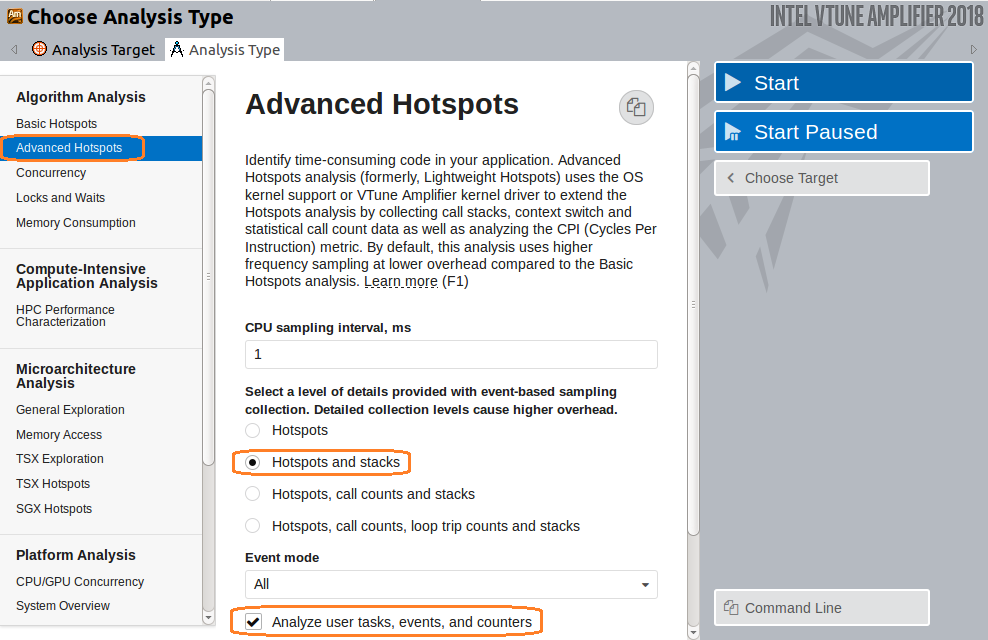 Am Choose Analysis Type
INTEL VTUNE AMPLIFIER 2018
Analysis Target
Analysis Type
Algorithm Analysis
Basic Hotspots
Advanced Hotspots
Concurrency
Locks and Waits
Memory Consumption
Compute-Intensive
Application Analysis
HPC Performance
Characterization
Microarchitecture
Analysis
General Exploration
Memory Access
TSX Exploration
TSX Hotspots
SGX Hotspots
Platform Analysis
CPU/GPU Concurrency
System Overview
Advanced Hotspots
Identify time-consuming code in your application. Advanced
Hotspots analysis (formerly, Lightweight Hotspots) uses the OS
kernel support or VTune Amplifier kernel driver to extend the
Hotspots analysis by collecting call stacks, context switch and
statistical call count data as well as analyzing the CPI (Cycles Per
Instruction) metric. By default, this analysis uses higher
frequency sampling at lower overhead compared to the Basic
Hotspots analysis. Learn more (F1)
CPU sampling interval, ms
1
Select a level of details provided with event-based sampling
collection. Detailed collection levels cause higher overhead.
Hotspots
Hotspots and stacks
Hotspots, call counts and stacks
Hotspots, call counts, loop trip counts and stacks
Event mode
All
Analyze user tasks, events, and counters
Start
Start Paused
Choose Target
Command Line